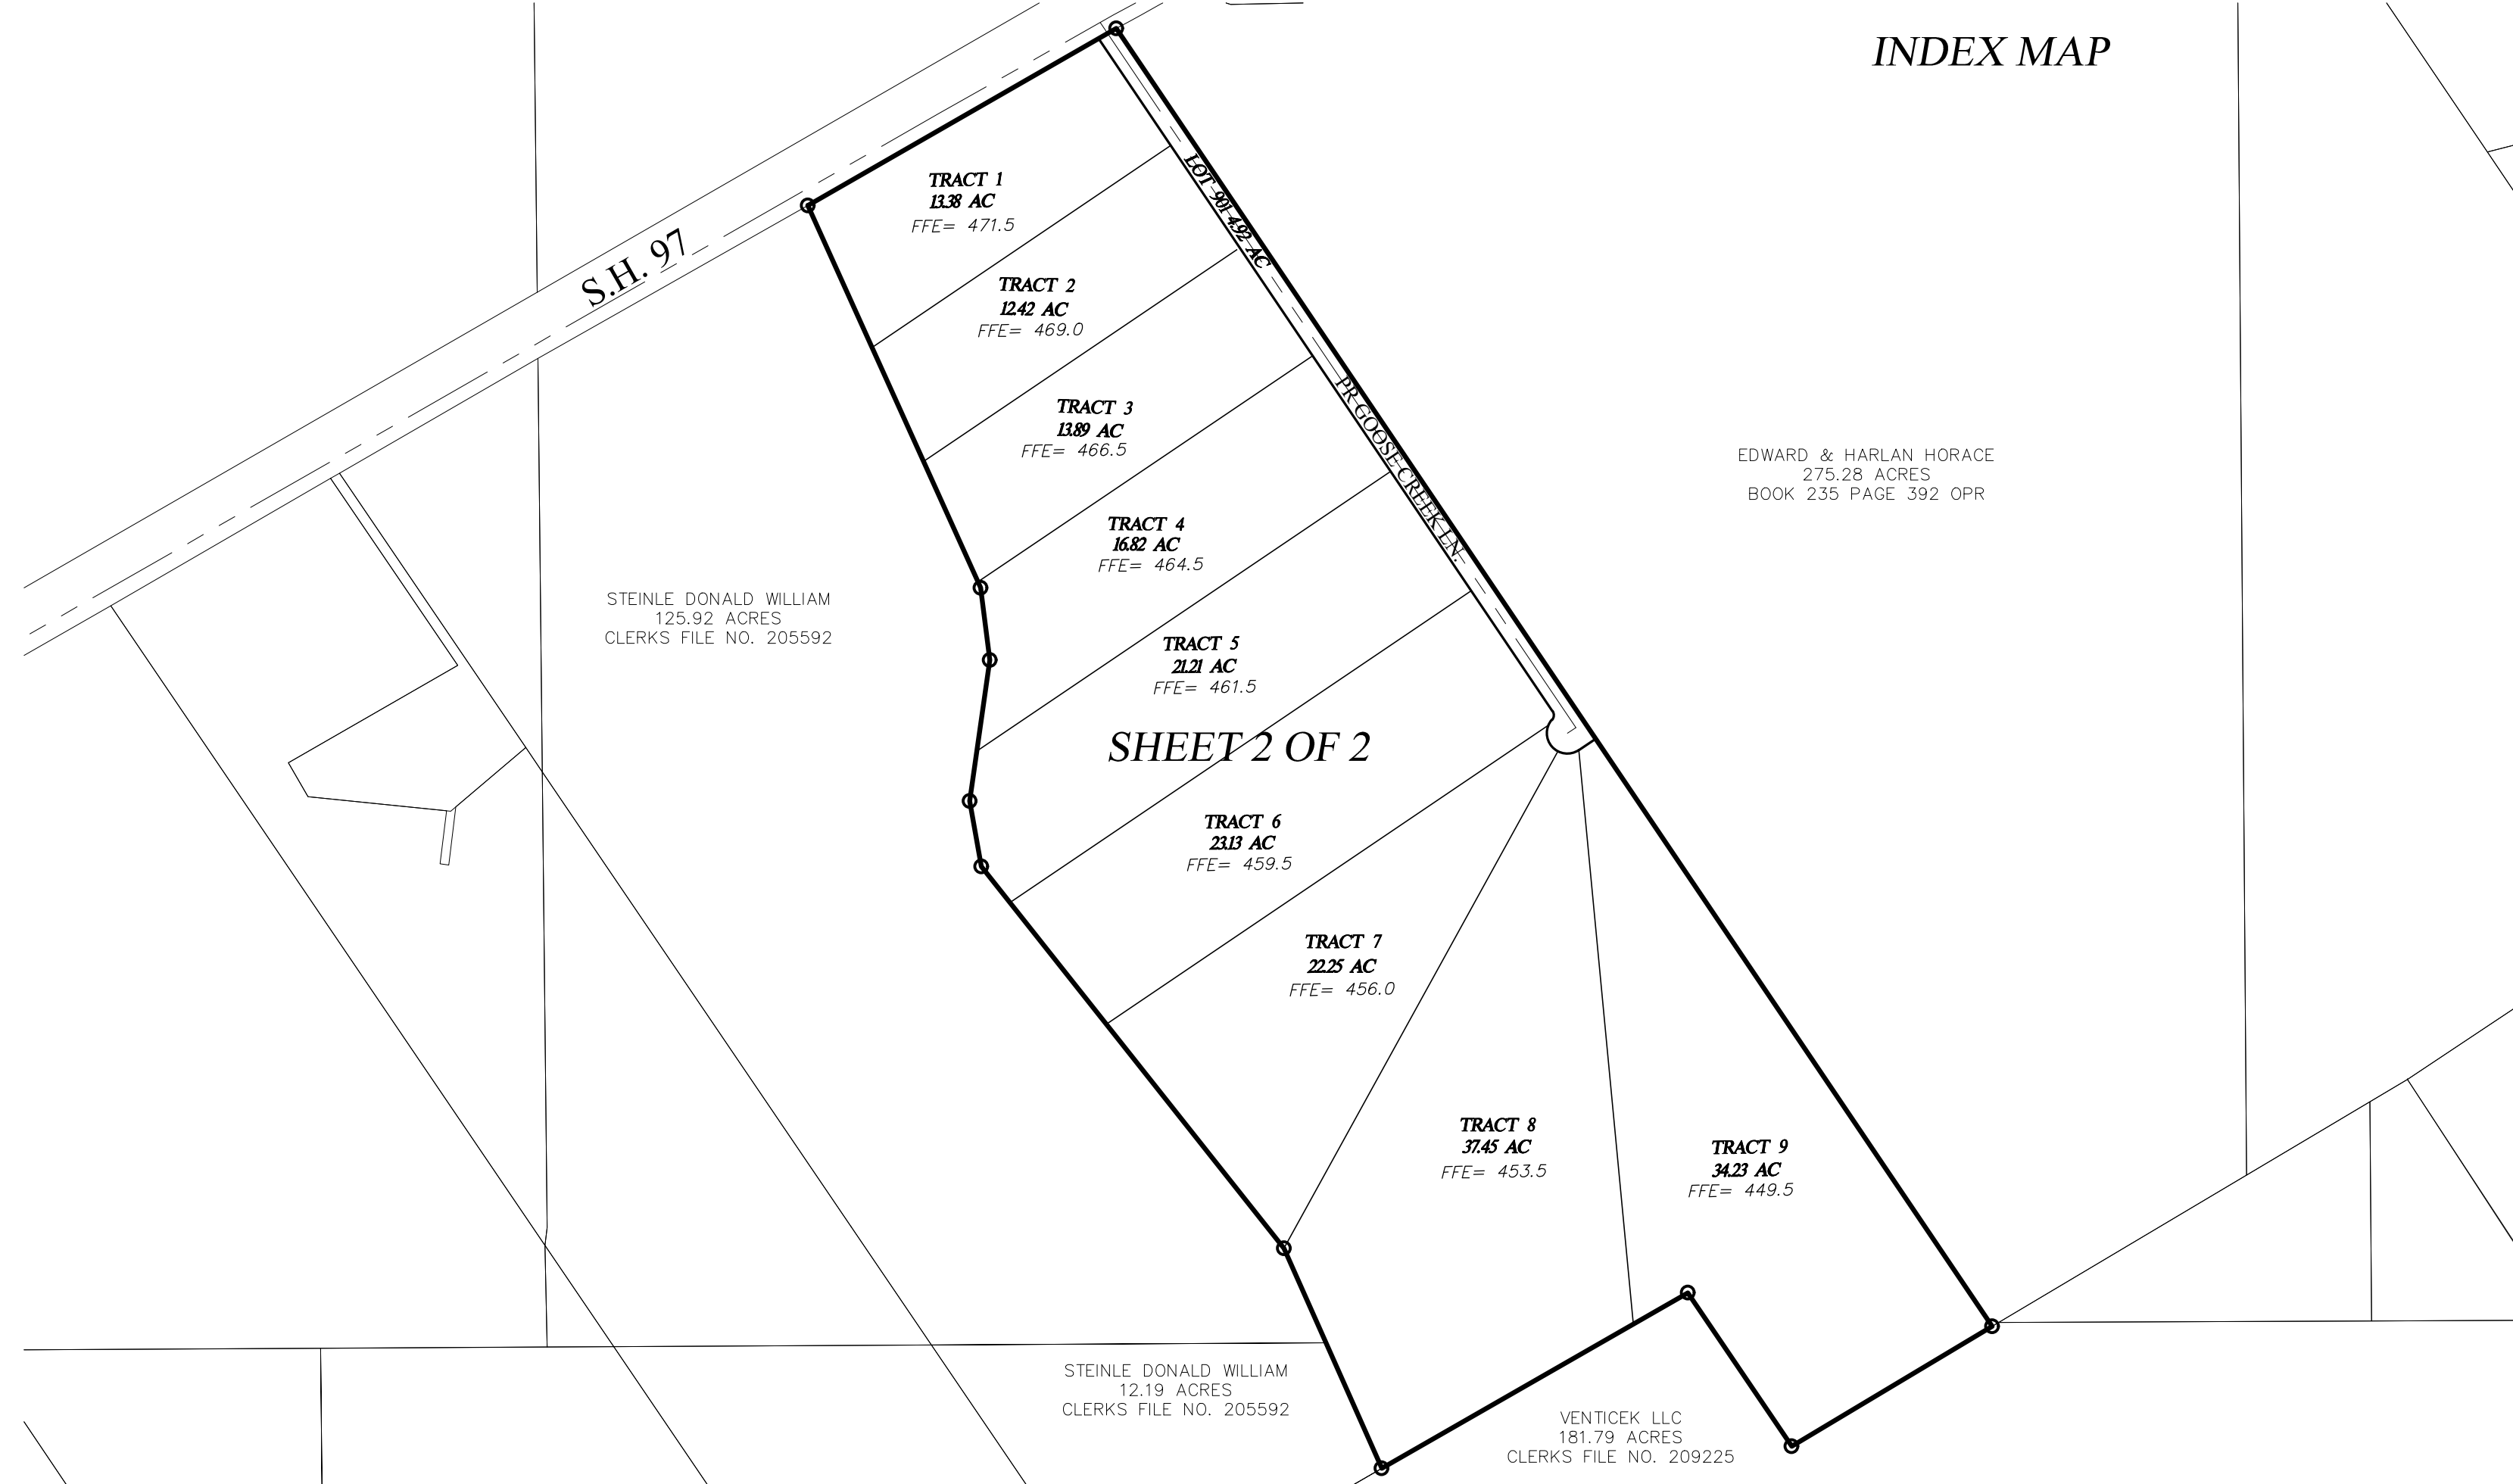 INDEX MAP
S.H. 97
TRACT 1
13.38 AC
FFE= 471.5
LOT 901 4.92 AC
TRACT 2
12.42 AC
FFE= 469.0
TRACT 3
13.89 AC
FFE= 466.5
PR GOOSE CREEK LN.
EDWARD & HARLAN HORACE
275.28 ACRES
BOOK 235 PAGE 392 OPR
TRACT 4
16.82 AC
FFE= 464.5
STEINLE DONALD WILLIAM
125.92 ACRES
CLERKS FILE NO. 205592
TRACT 5
21.21 AC
FFE= 461.5
SHEET 2 OF 2
TRACT 6
23.13 AC
FFE= 459.5
TRACT 7
22.25 AC
FFE= 456.0
TRACT 8
37.45 AC
FFE= 453.5
TRACT 9
34.23 AC
FFE= 449.5
STEINLE DONALD WILLIAM
12.19 ACRES
CLERKS FILE NO. 205592
VENTICEK LLC
181.79 ACRES
CLERKS FILE NO. 209225